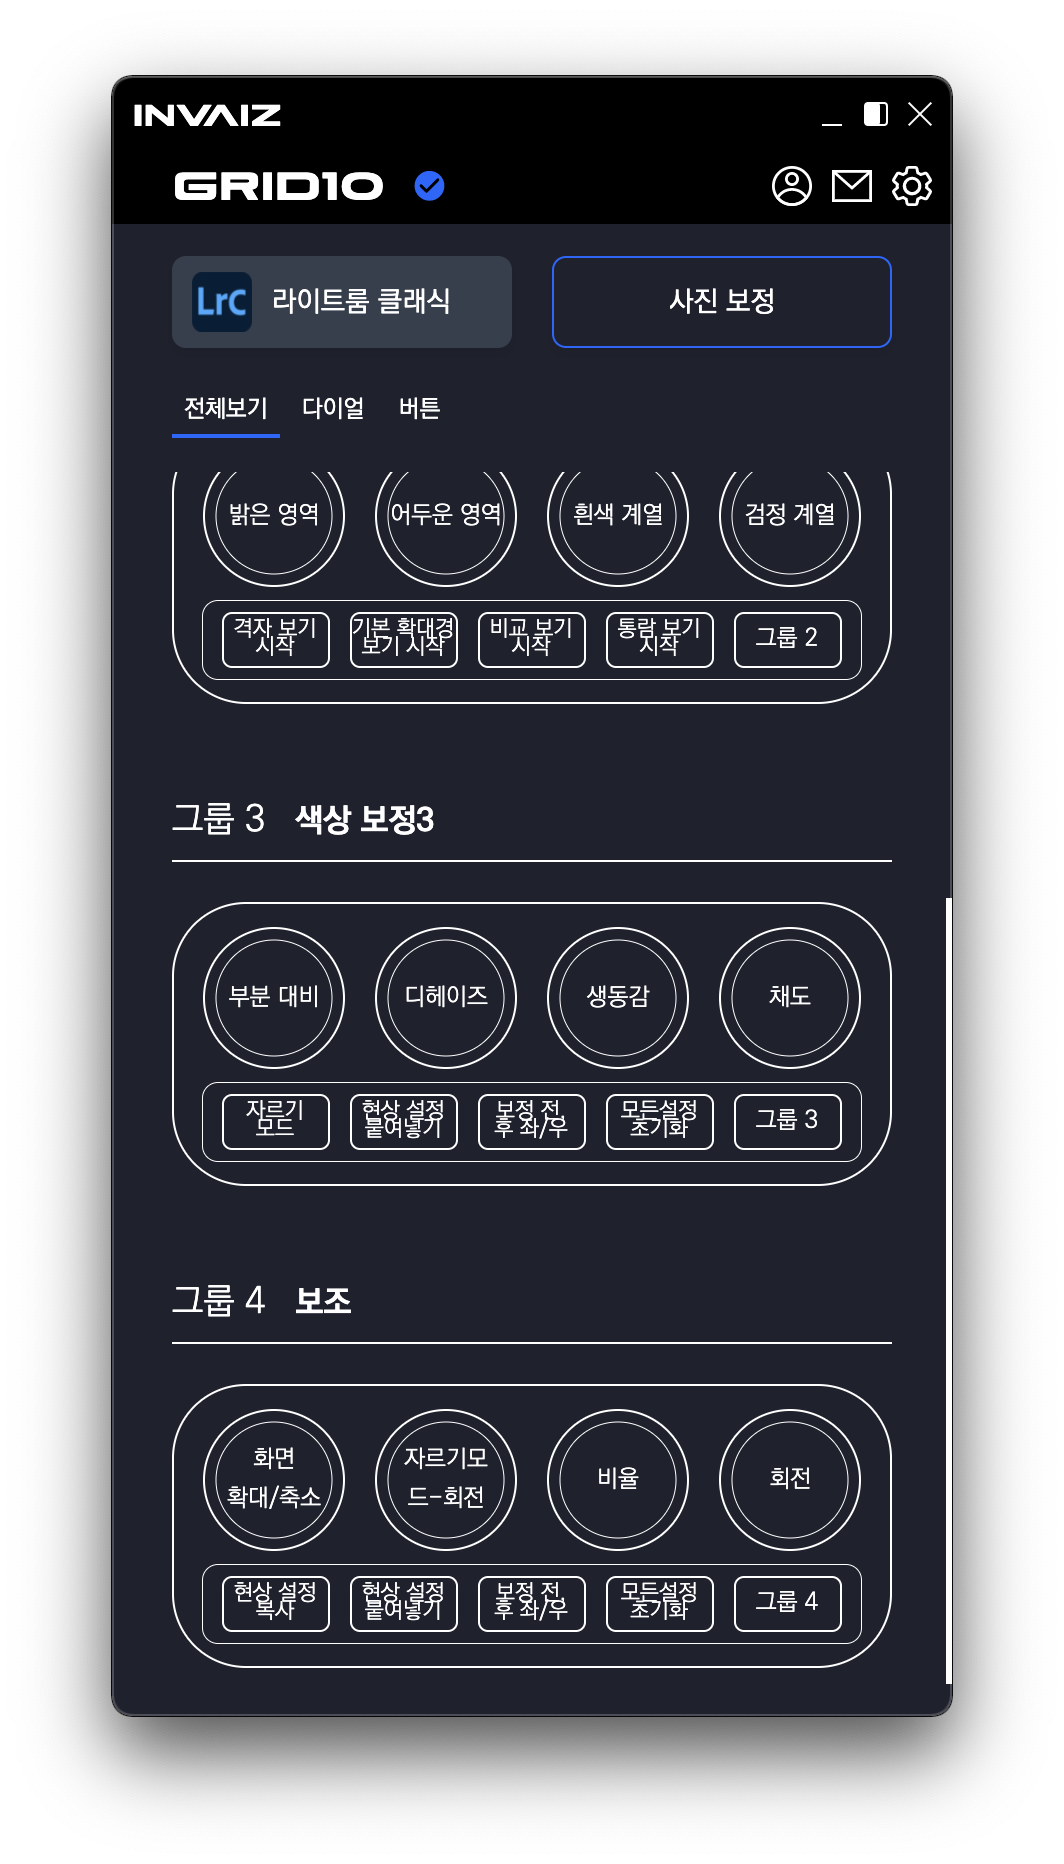 INVAIZ
GRID10
LrC 라이트룸 클래식
사진 보정
전체보기 다이얼 버튼
밝은 영역
어두운 영역
흰색 계열
검정 계열
격자 보기
시작
기본 확대경
보기 시작
비교 보기
시작
통람 보기
시작
그룹 2
그룹 3 색상 보정3
부분 대비
디헤이즈
생동감
채도
자르기
모드
현상 설정
붙여넣기
보정 전,
후 좌/우
모든설정
초기화
그룹 3
그룹 4 보조
화면
확대/축소
자르기모
드-회전
비율
회전
현상 설정
복사
현상 설정
붙여넣기
보정 전,
후 좌/우
모든설정
초기화
그룹 4